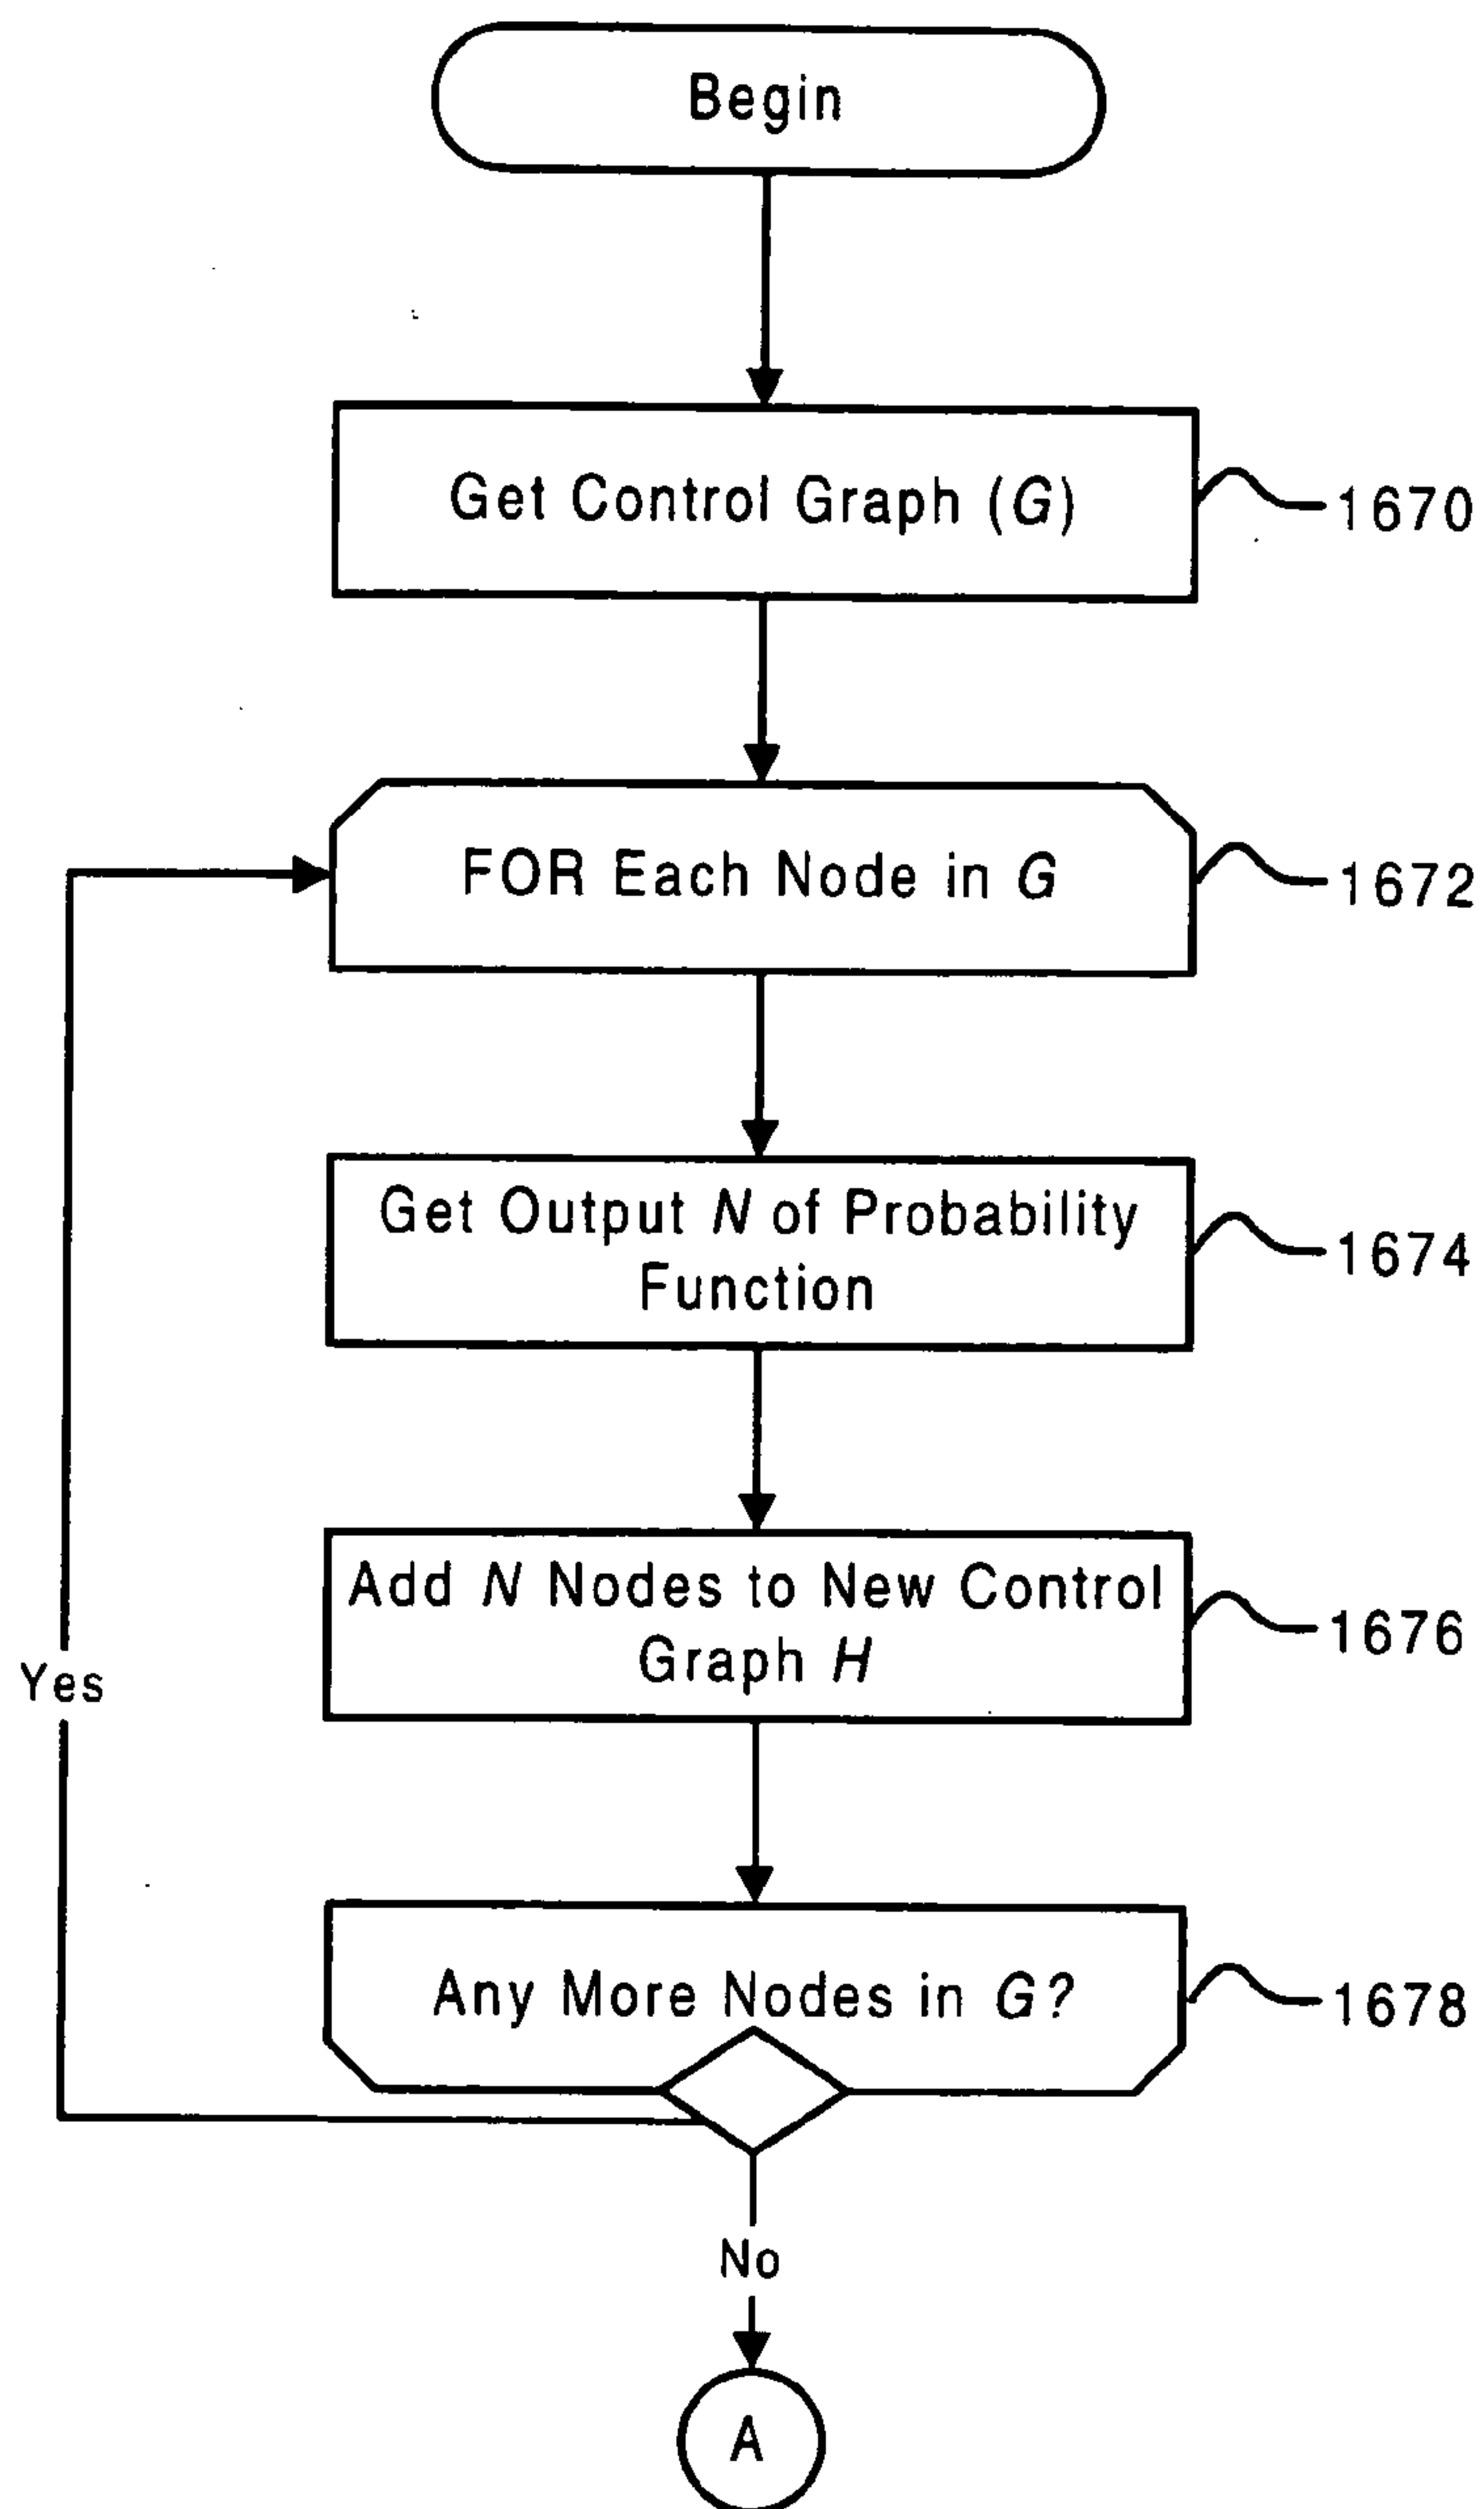 Begin
Get Control Graph (G)
1670
FOR Each Node in G
1672
Get Output N of Probability
Function
1674
Add N Nodes to New Control
Graph H
1676
Yes
Any More Nodes in G?
1678
No
A